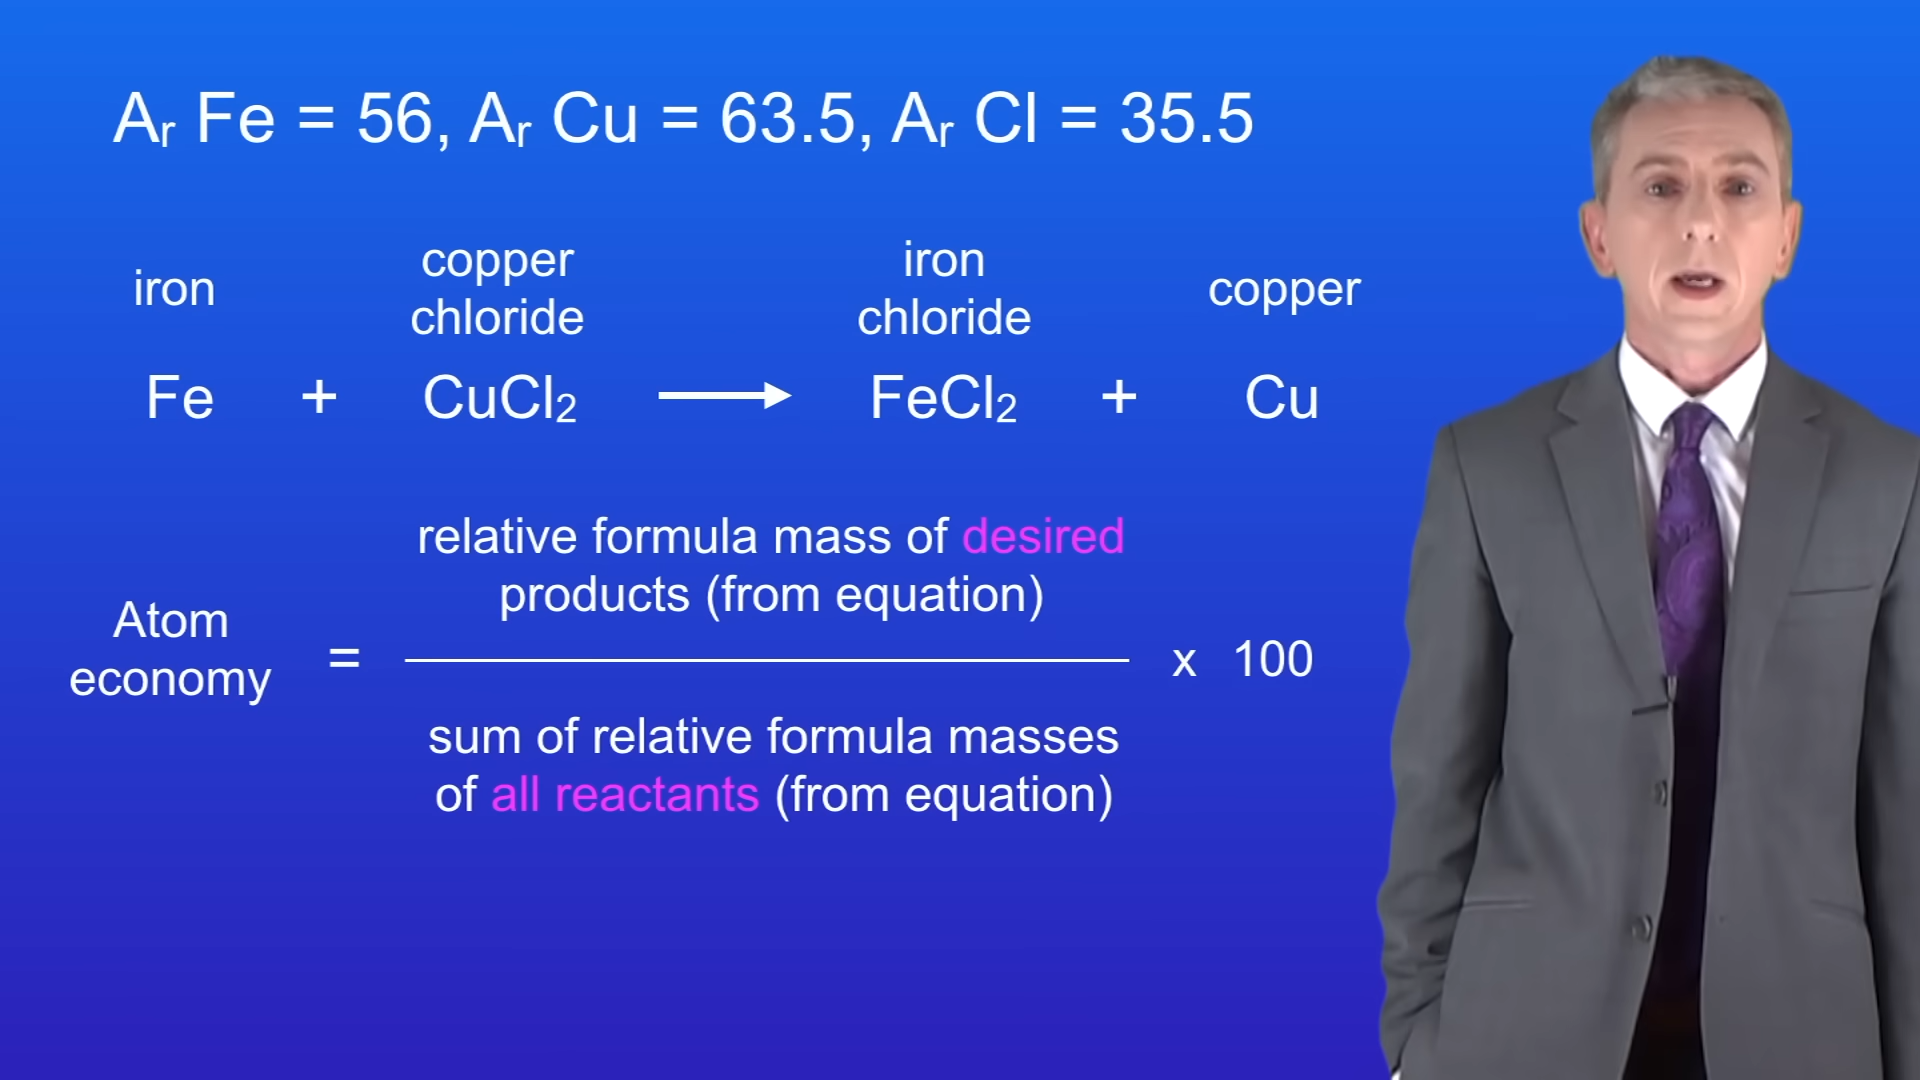 Ar Fe = 56, Ar Cu = 63.5, Ar Cl = 35.5
iron
copper
chloride
iron
chloride
copper
Fe + CuCl2 → FeCl2 + Cu
Atom
economy
=
relative formula mass of desired
products (from equation)
sum of relative formula masses
of all reactants (from equation)
x 100